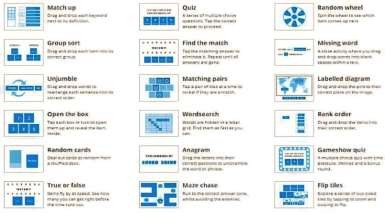 Match up
Drag and drop each keyword
next to its definition.
Quiz
A series of multiple choice
questions. Tap the correct
answer to proceed.
Random wheel
Spin the wheel to see which
item comes up next.
Group sort
Drag and drop each item into its
correct group.
Find the match
Tap the matching answer to
eliminate it. Repeat until all
answers are gone.
Missing word
A cloze activity where you drag
and drop words into blank
spaces within a text.
Unjumble
Drag and drop words to
rearrange each sentence into its
correct order.
Matching pairs
Tap a pair of tiles at a time to
reveal if they are a match.
Labelled diagram
Drag and drop the pins to their
correct place on the image.
Open the box
Tap each box in turn to open
them up and reveal the item
inside.
Wordsearch
Words are hidden in a letter
grid. Find them as fast as you
can.
Rank order
Drag and drop the items into
their correct order.
Random cards
Deal out cards at random from
a shuffled deck.
Anagram
Drag the letters into their
correct positions to unscramble
the word or phrase.
Gameshow quiz
A multiple choice quiz with time
pressure, lifelines and a bonus
round.
True or false
Items fly by at speed. See how
many you can get right before
the time runs out.
Maze chase
Run to the correct answer zone,
whilst avoiding the enemies.
Flip tiles
Explore a series of two sided
tiles by tapping to zoom and
swiping to flip.